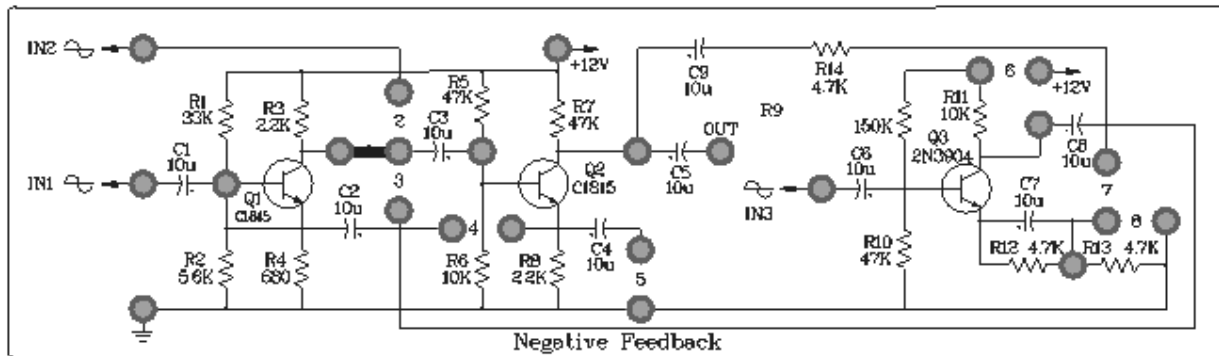 IN2
+12V
C9
10u
R14
4.7K
6
+12V
R1
33K
R3
2.2K
R5
47K
R7
47K
R9
150K
R11
10K
2
C3
10u
OUT
Q3
2N3904
C8
10u
C1
10u
IN1
Q1
C1815
3
Q2
C1815
C5
10u
C6
10u
IN3
7
C2
10u
4
C4
10u
C7
10u
8
R2
5.6K
R4
680
R6
10K
R8
2.2K
5
R10
47K
R12 4.7K
R13 4.7K
Negative Feedback